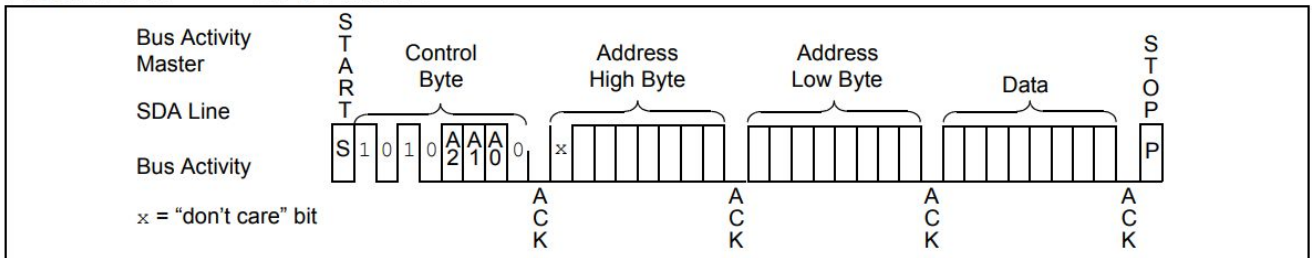 Bus Activity
Master
SDA Line
Bus Activity
x = “don’t care” bit
START
Control
Byte
Address
High Byte
Address
Low Byte
Data
STOP
S 1 0 1 0 A2 A1 A0 0 x P
ACK
ACK
ACK
ACK